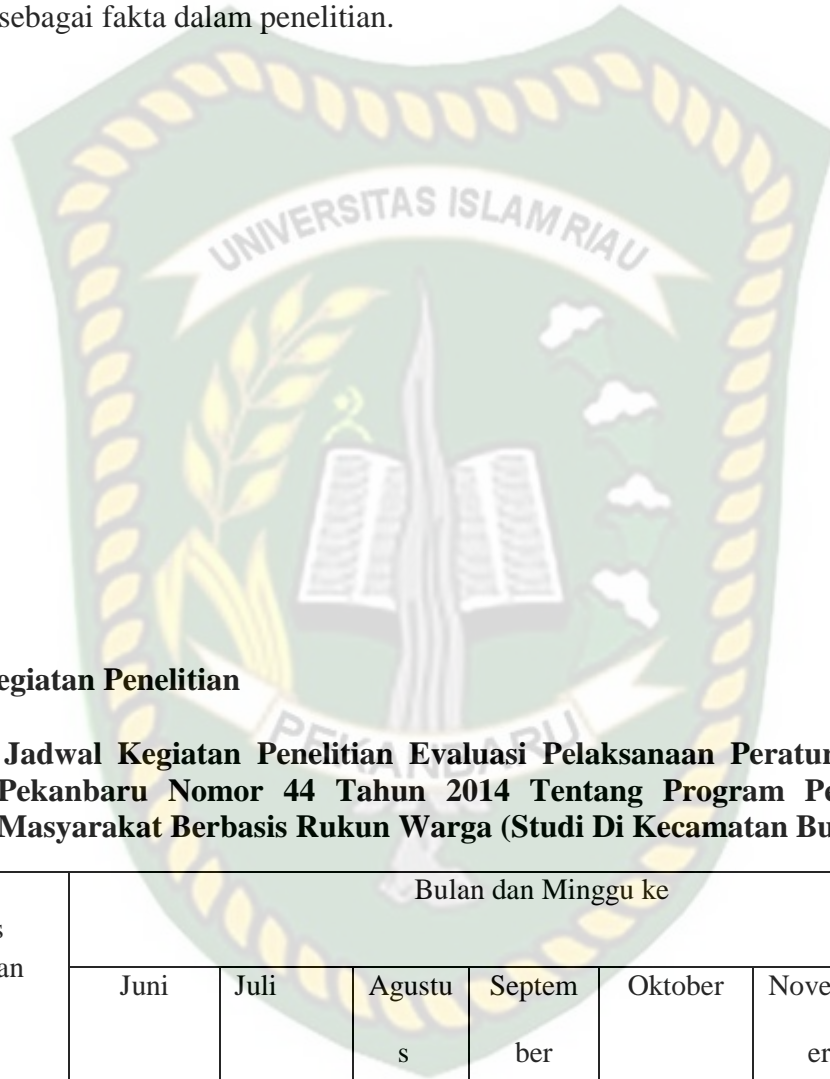 sebagai fakta dalam penelitian.
UNIVERSITAS ISLAM RIAU
PEKANBARU
egiatan Penelitian
Jadwal Kegiatan Penelitian Evaluasi Pelaksanaan Peratur
Pekanbaru Nomor 44 Tahun 2014 Tentang Program Pe
Masyarakat Berbasis Rukun Warga (Studi Di Kecamatan Bu
Bulan dan Minggu ke
s
an
Juni Juli Agustu Septem Oktober Nove
s ber er